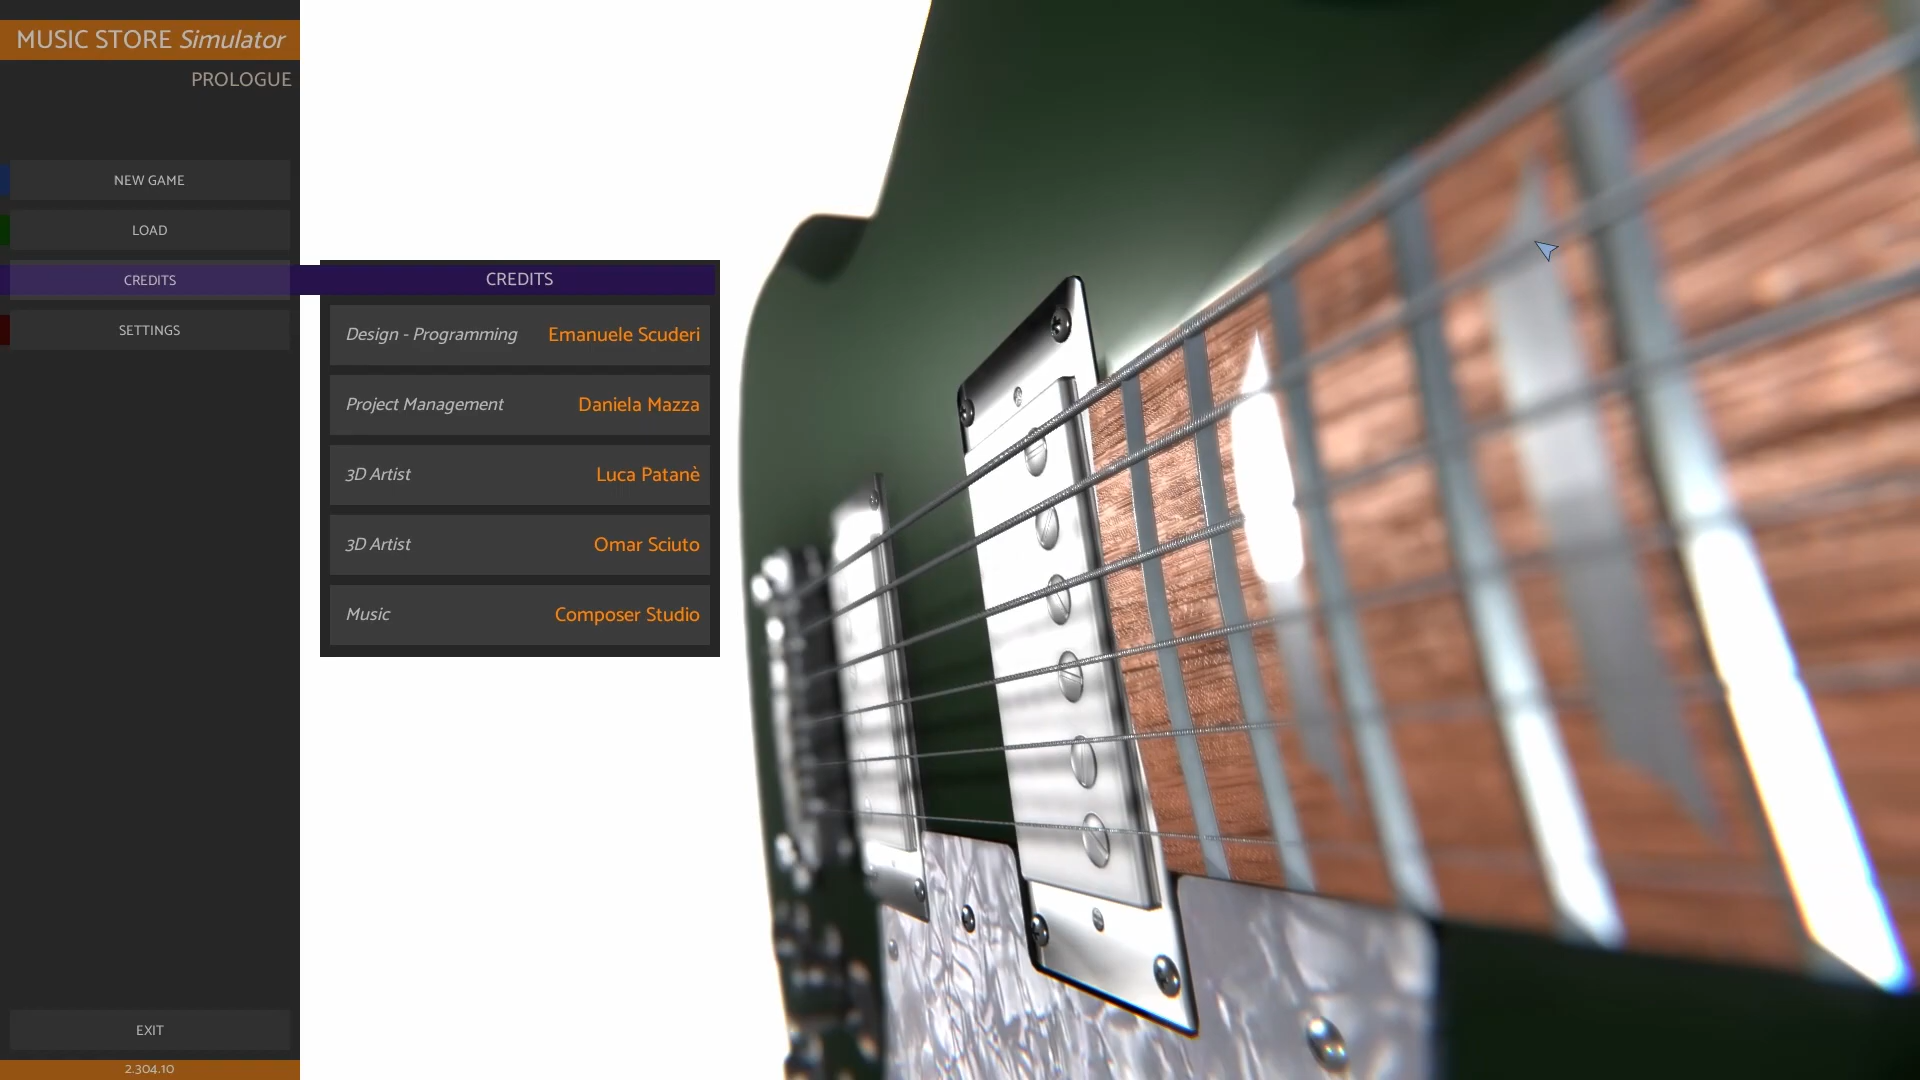 MUSIC STORE Simulator
PROLOGUE
NEW GAME
LOAD
CREDITS
SETTINGS
EXIT
2.304.10
CREDITS
Design - Programming Emanuele Scuderi
Project Management Daniela Mazza
3D Artist Luca Patanè
3D Artist Omar Sciuto
Music Composer Studio